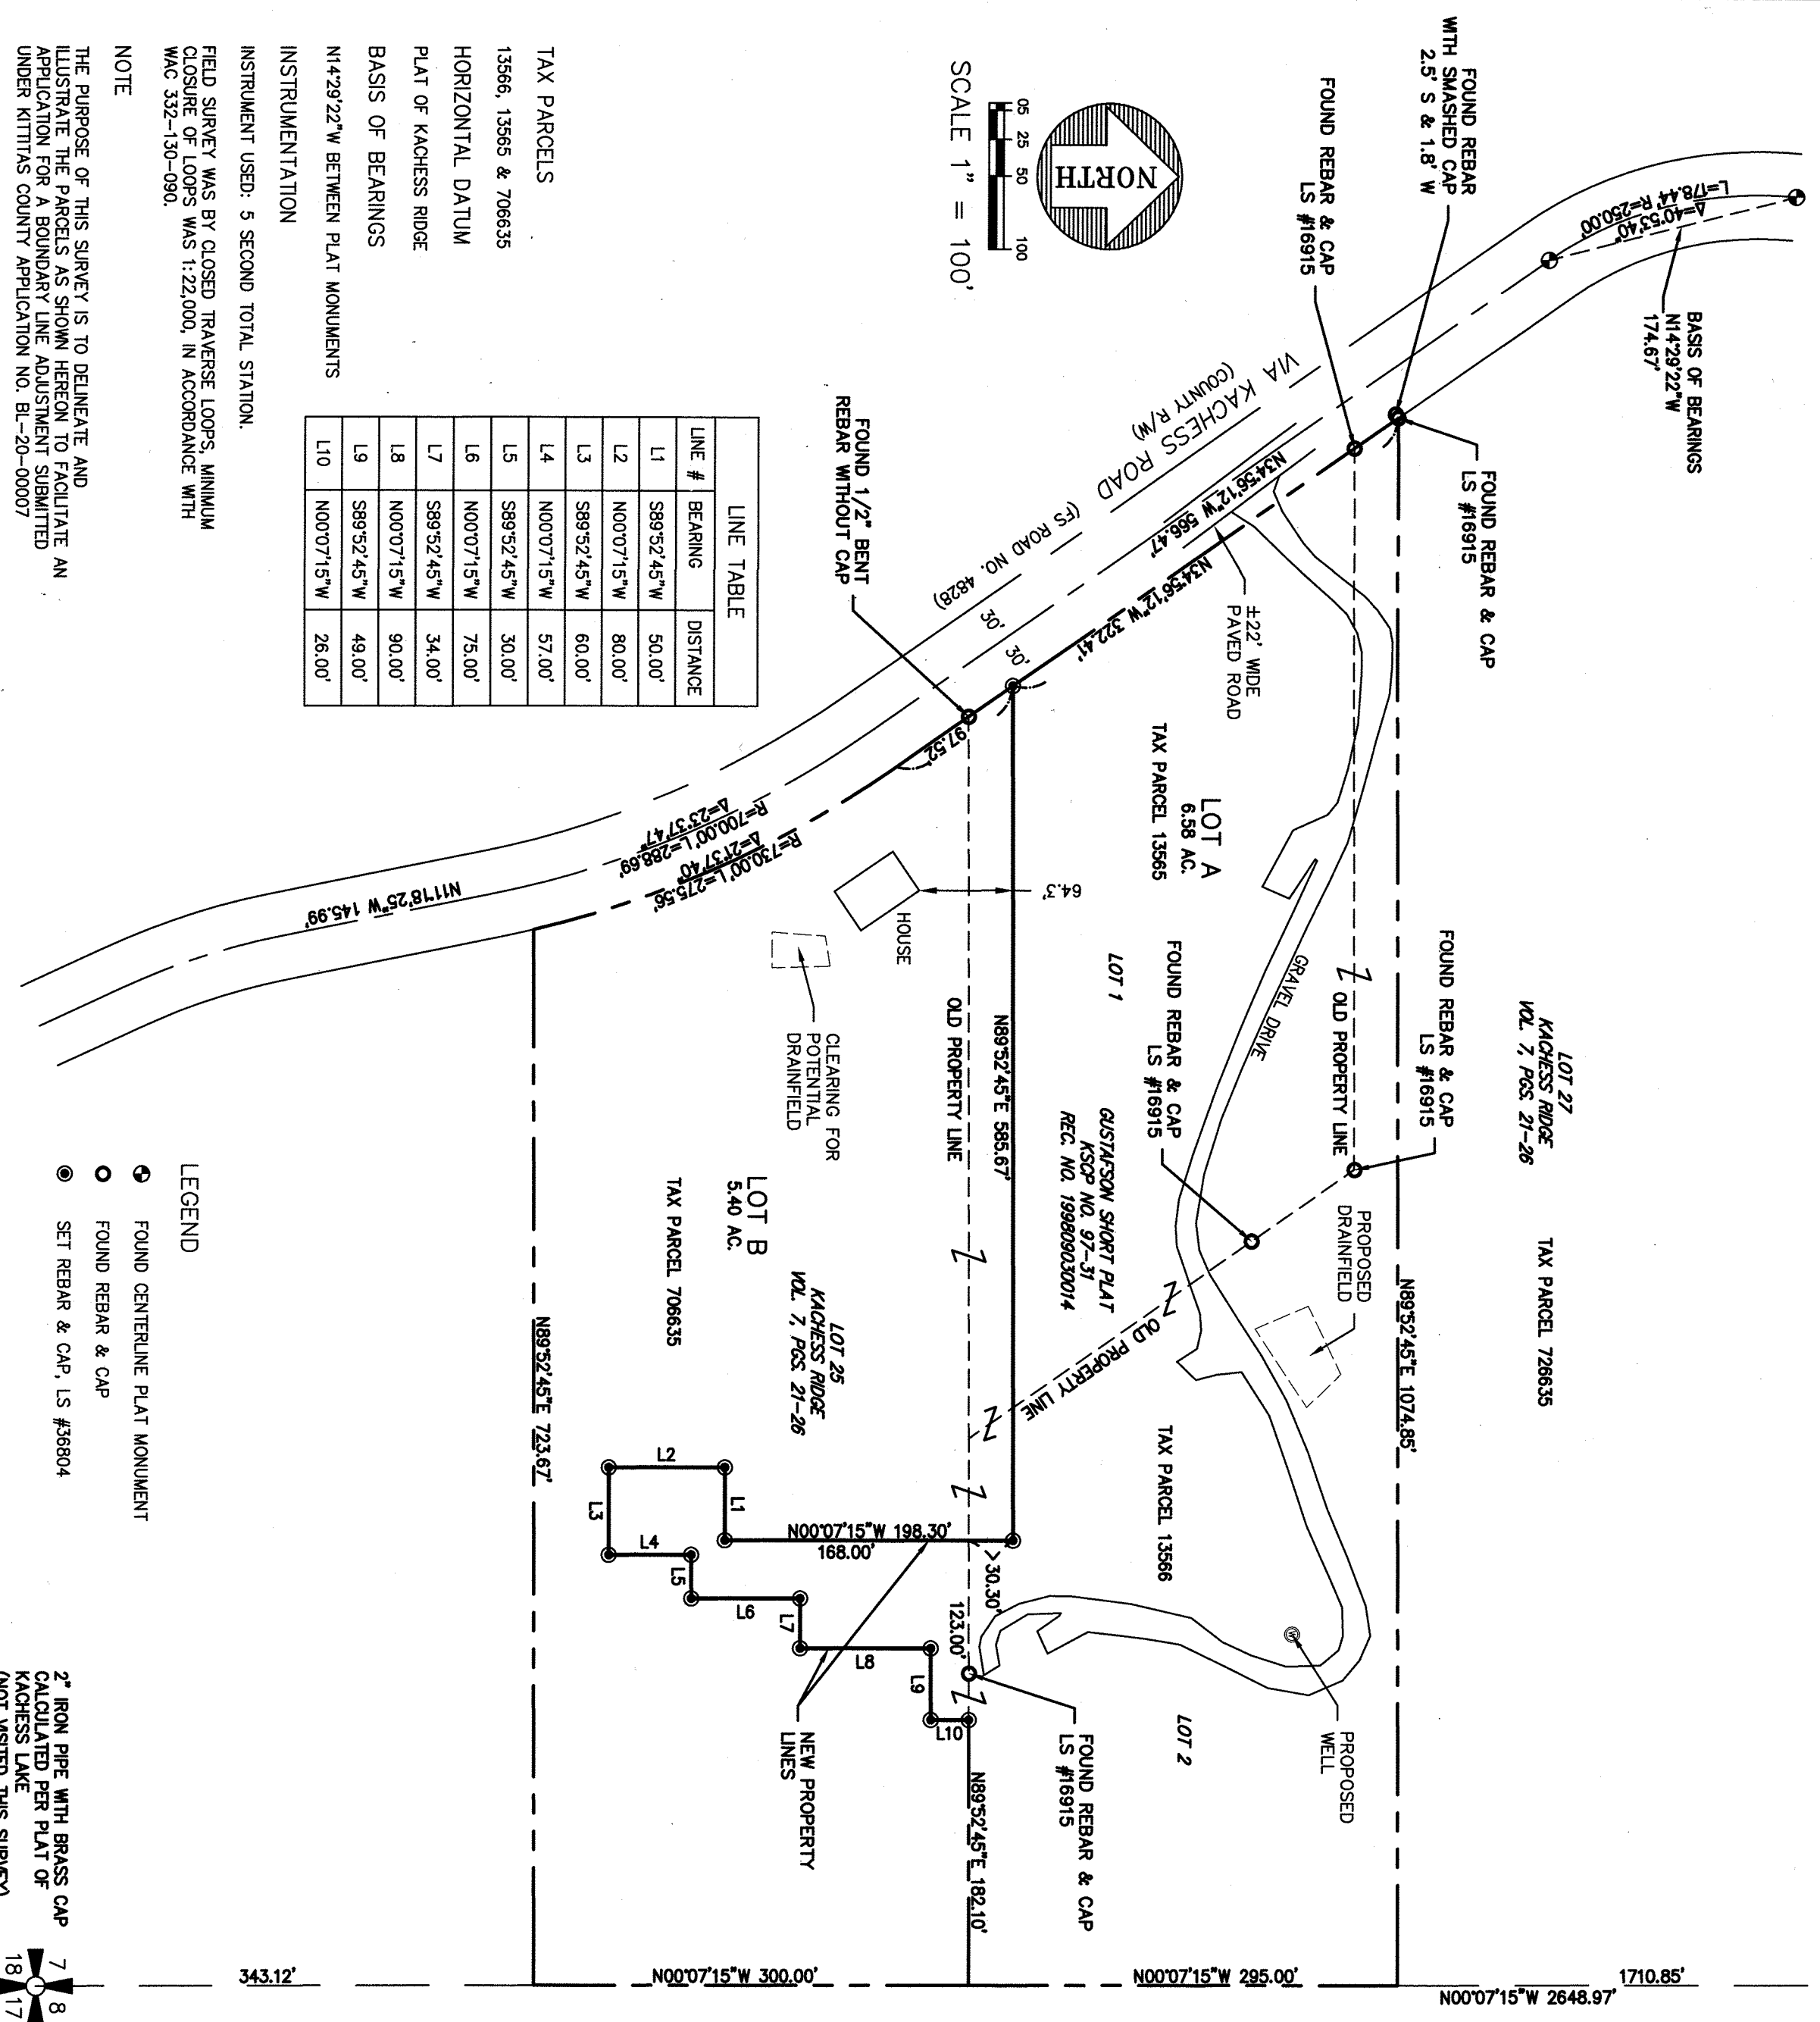 BASIS OF BEARINGS
N14°29'22"W
174.67'
L=178.44' R=250.00'
Δ=40°53'40"
FOUND REBAR
WITH SMASHED CAP
2.5' S & 1.8' W
FOUND REBAR & CAP
LS #16915
FOUND REBAR & CAP
LS #16915
NORTH
05 25 50 100
SCALE 1" = 100'
LOT 27
KACHESS RIDGE
VOL. 7, PGS. 21-26
TAX PARCEL 726635
N89°52'45"E 1074.85'
FOUND REBAR & CAP
LS #16915
OLD PROPERTY LINE
PROPOSED
DRAINFIELD
GRAVEL DRIVE
FOUND REBAR & CAP
LS #16915
VIA KACHESS ROAD
(COUNTY R/W)
(FS ROAD NO. 4828)
N34°56'12"W 566.47'
N34°56'12"W 322.41'
±22' WIDE
PAVED ROAD
30'
30'
LOT A
6.58 AC.
TAX PARCEL 13565
LOT 1
GUSTAFSON SHORT PLAT
KSCP NO. 97-31
REC. NO. 199809030014
OLD PROPERTY LINE
TAX PARCEL 13566
LOT 2
PROPOSED
WELL
FOUND REBAR & CAP
LS #16915
FOUND 1/2" BENT
REBAR WITHOUT CAP
97.52'
64.3'
HOUSE
N89°52'45"E 585.67'
OLD PROPERTY LINE
30.30'
123.00'
N00°07'15"W 198.30'
168.00'
N89°52'45"E 182.10'
CLEARING FOR
POTENTIAL
DRAINFIELD
LOT B
5.40 AC.
TAX PARCEL 706635
LOT 25
KACHESS RIDGE
VOL. 7, PGS. 21-26
L1
L2
L3
L4
L5
L6
L7
L8
L9
L10
NEW PROPERTY
LINES
R=730.00' L=275.56'
Δ=21°37'40"
R=700.00' L=288.69'
Δ=23°37'47"
N11°18'25"W 145.99'
N89°52'45"E 723.67'
1710.85'
N00°07'15"W 2648.97'
N00°07'15"W 295.00'
N00°07'15"W 300.00'
343.12'
TAX PARCELS
13566, 13565 & 706635
HORIZONTAL DATUM
PLAT OF KACHESS RIDGE
BASIS OF BEARINGS
N14°29'22"W BETWEEN PLAT MONUMENTS
INSTRUMENTATION
INSTRUMENT USED: 5 SECOND TOTAL STATION.
FIELD SURVEY WAS BY CLOSED TRAVERSE LOOPS, MINIMUM
CLOSURE OF LOOPS WAS 1:22,000, IN ACCORDANCE WITH
WAC 332-130-090.
NOTE
THE PURPOSE OF THIS SURVEY IS TO DELINEATE AND
ILLUSTRATE THE PARCELS AS SHOWN HEREON TO FACILITATE AN
APPLICATION FOR A BOUNDARY LINE ADJUSTMENT SUBMITTED
UNDER KITTITAS COUNTY APPLICATION NO. BL-20-00007
LINE TABLE
LINE # BEARING DISTANCE
L1 S89°52'45"W 50.00'
L2 N00°07'15"W 80.00'
L3 S89°52'45"W 60.00'
L4 N00°07'15"W 57.00'
L5 S89°52'45"W 30.00'
L6 N00°07'15"W 75.00'
L7 S89°52'45"W 34.00'
L8 N00°07'15"W 90.00'
L9 S89°52'45"W 49.00'
L10 N00°07'15"W 26.00'
LEGEND
FOUND CENTERLINE PLAT MONUMENT
FOUND REBAR & CAP
SET REBAR & CAP, LS #36804
2" IRON PIPE WITH BRASS CAP
CALCULATED PER PLAT OF
KACHESS LAKE
(NOT VISITED THIS SURVEY)
7 8
18 17